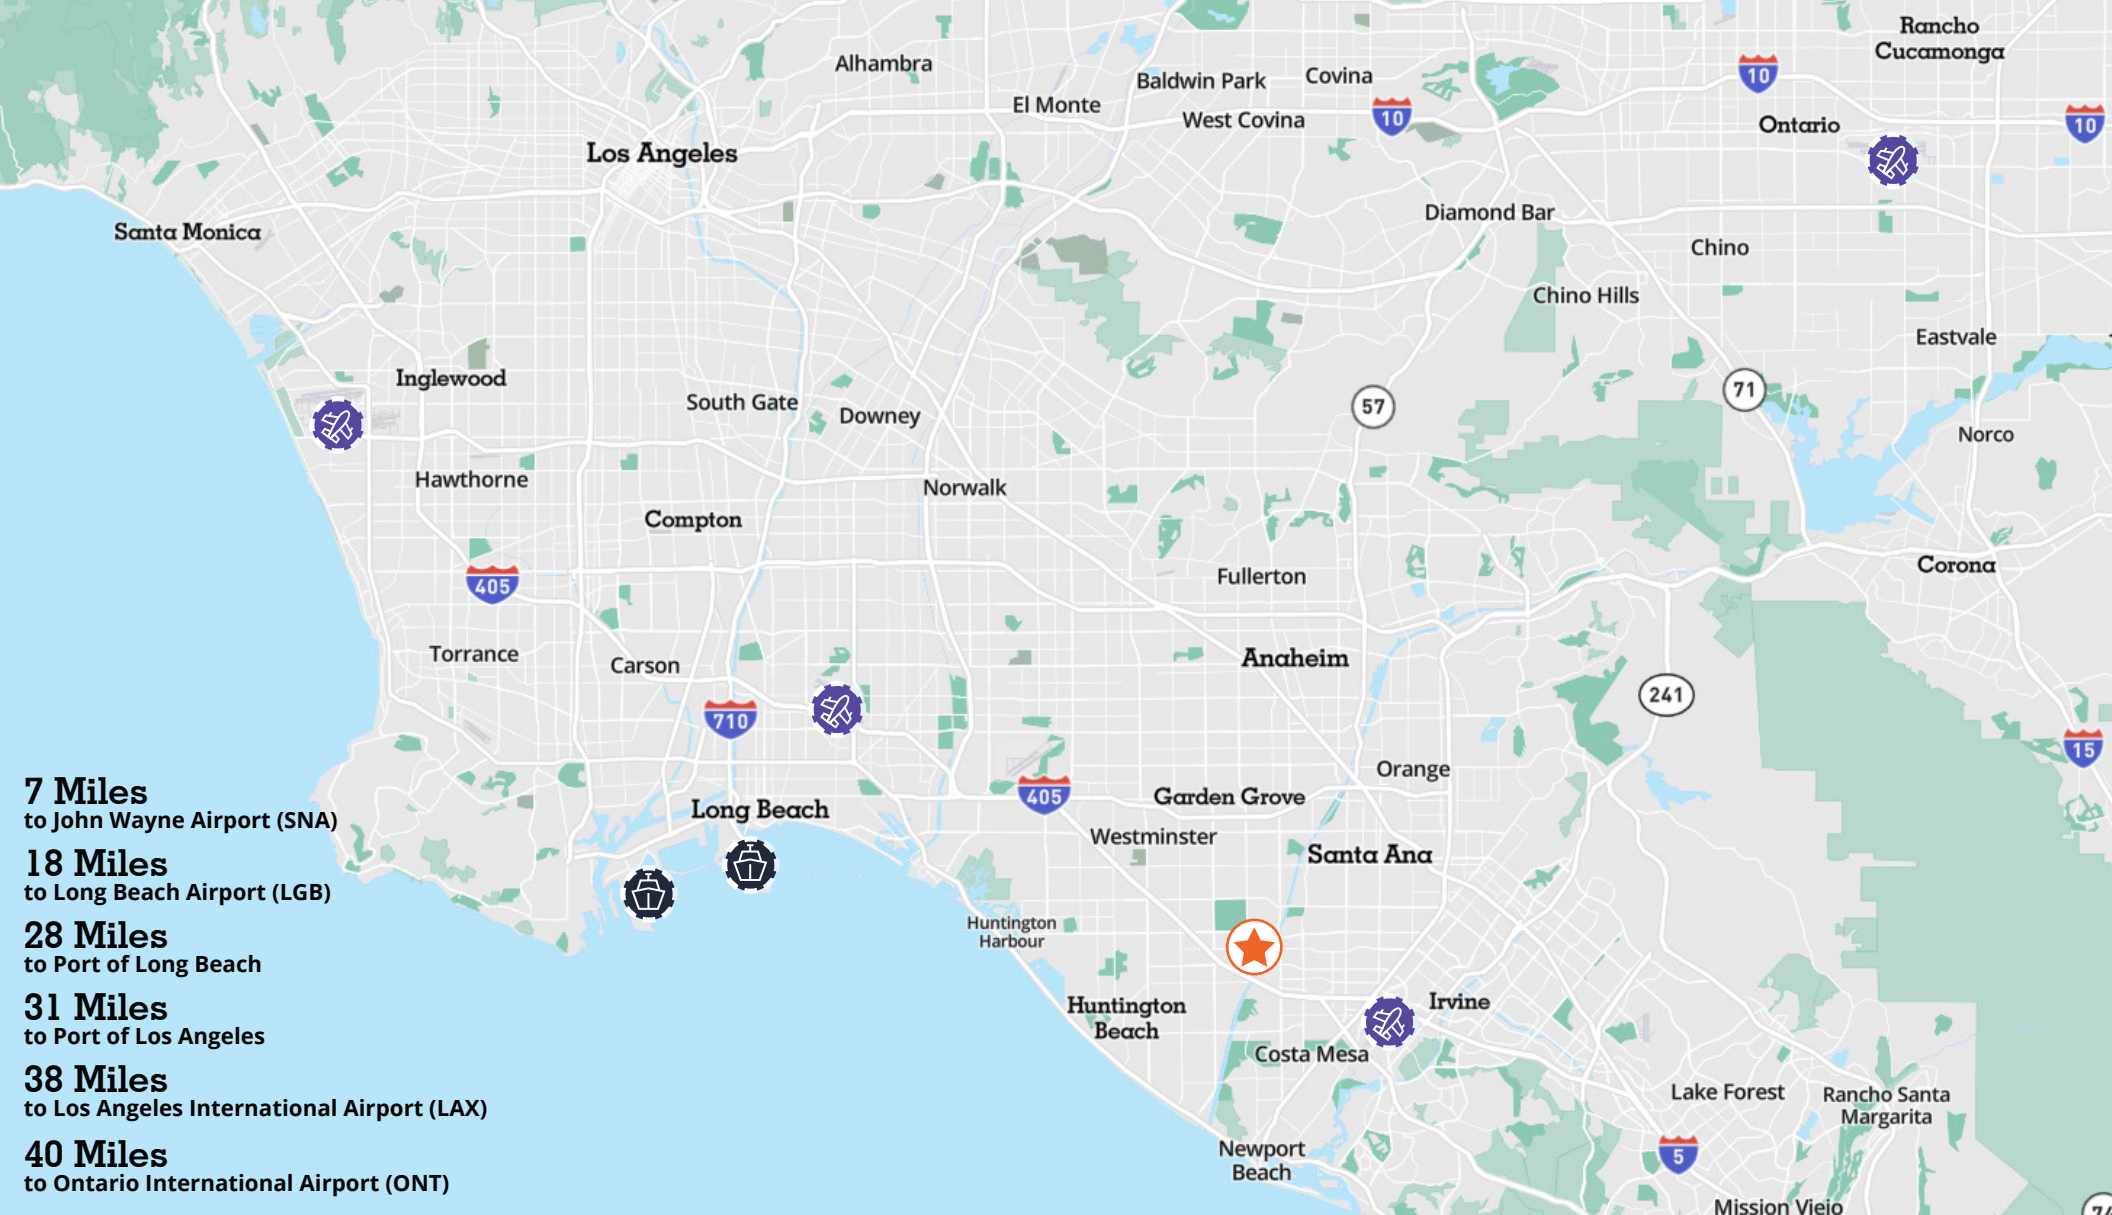 Rancho
Cucamonga
Alhambra
Baldwin Park
Covina
10
El Monte
West Covina
10
Ontario
10
Los Angeles
Santa Monica
Diamond Bar
Chino
Chino Hills
Eastvale
Inglewood
South Gate
Downey
57
71
Norco
Hawthorne
Norwalk
Compton
Corona
405
Fullerton
Torrance
Carson
Anaheim
241
710
15
Orange
7 Miles
to John Wayne Airport (SNA)
Long Beach
405
Garden Grove
Westminster
Santa Ana
18 Miles
to Long Beach Airport (LGB)
28 Miles
to Port of Long Beach
Huntington
Harbour
31 Miles
to Port of Los Angeles
Huntington
Beach
Irvine
Costa Mesa
38 Miles
to Los Angeles International Airport (LAX)
Lake Forest
Rancho Santa
Margarita
40 Miles
to Ontario International Airport (ONT)
Newport
Beach
5
Mission Viejo